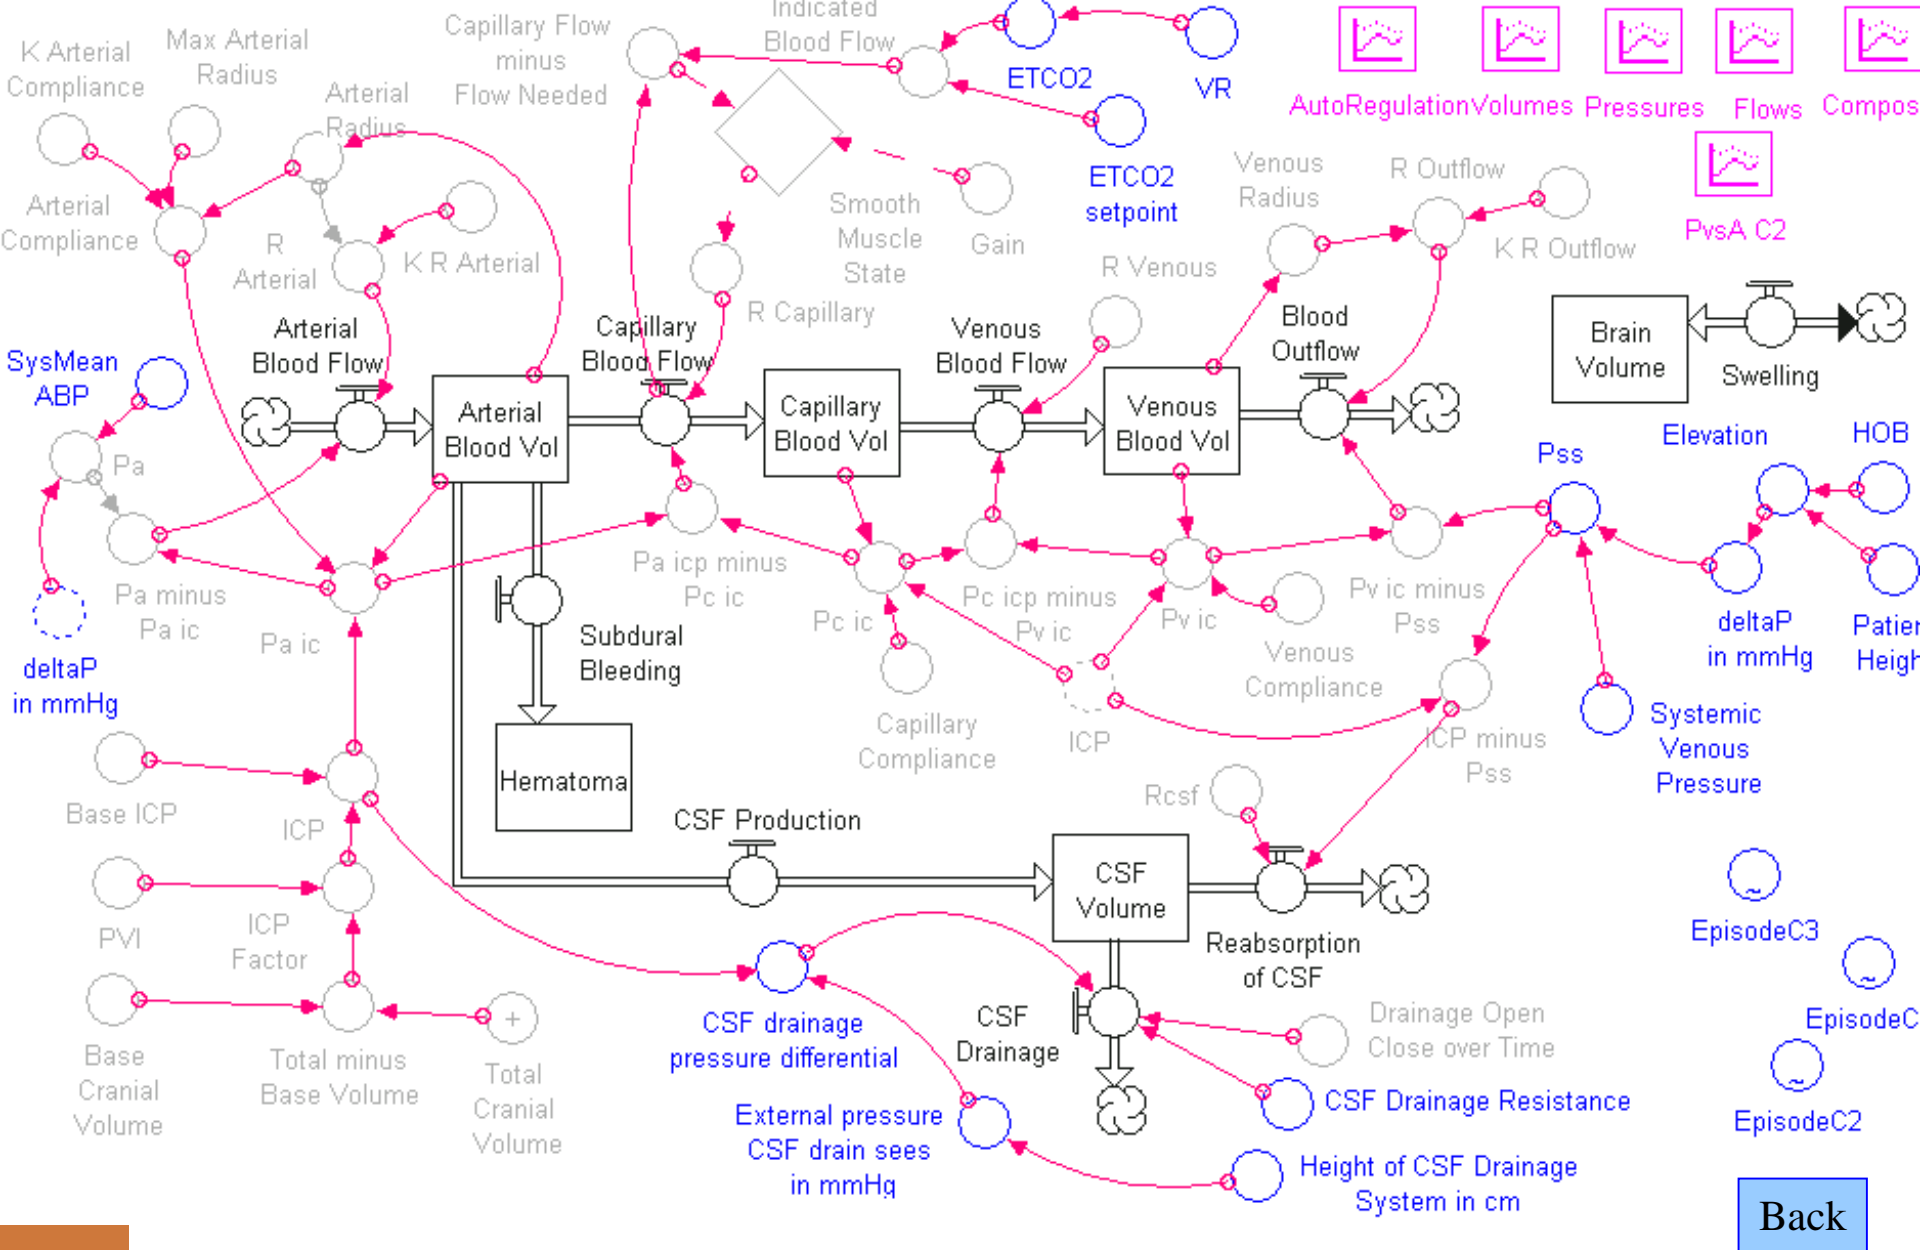 K Arterial
Compliance
Max Arterial
Radius
Arterial
Radius
Capillary Flow
minus
Flow Needed
Indicated
Blood Flow
ETCO2
VR
ETCO2
setpoint
AutoRegulation
Volumes
Pressures
Flows
Compos
PvsA C2
Arterial
Compliance
R
Arterial
K R Arterial
Smooth
Muscle
State
Gain
R Capillary
R Venous
Venous
Radius
R Outflow
K R Outflow
Arterial
Blood Flow
Capillary
Blood Flow
Venous
Blood Flow
Blood
Outflow
Brain
Volume
Swelling
SysMean
ABP
Arterial
Blood Vol
Capillary
Blood Vol
Venous
Blood Vol
Pa
Pss
Elevation
HOB
Pa minus
Pa ic
Pa ic
Pa icp minus
Pc ic
Pc ic
Pc icp minus
Pv ic
Pv ic
Pv ic minus
Pss
deltaP
in mmHg
Patien
Heigh
deltaP
in mmHg
Subdural
Bleeding
Capillary
Compliance
Venous
Compliance
ICP
ICP minus
Pss
Systemic
Venous
Pressure
Hematoma
Base ICP
ICP
CSF Production
Rcsf
CSF
Volume
Reabsorption
of CSF
PVI
ICP
Factor
EpisodeC3
EpisodeC
EpisodeC2
Base
Cranial
Volume
Total minus
Base Volume
Total
Cranial
Volume
CSF drainage
pressure differential
CSF
Drainage
Drainage Open
Close over Time
CSF Drainage Resistance
External pressure
CSF drain sees
in mmHg
Height of CSF Drainage
System in cm
Back